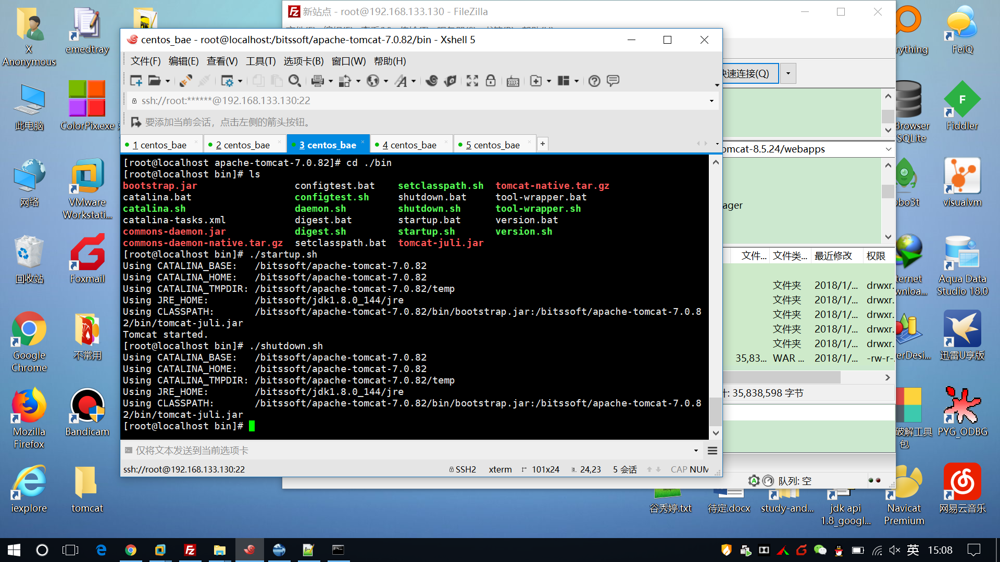 新站点 - root@192.168.133.130 - FileZilla
centos_bae - root@localhost:/bitssoft/apache-tomcat-7.0.82/bin - Xshell 5
文件(F) 编辑(E) 查看(V) 工具(T) 选项卡(B) 窗口(W) 帮助(H)
ssh://root:******@192.168.133.130:22
要添加当前会话，点击左侧的箭头按钮。
1 centos_bae
2 centos_bae
3 centos_bae
4 centos_bae
5 centos_bae
[root@localhost apache-tomcat-7.0.82]# cd ./bin
[root@localhost bin]# ls
bootstrap.jar configtest.bat setclasspath.sh tomcat-native.tar.gz
catalina.bat configtest.sh shutdown.bat tool-wrapper.bat
catalina.sh daemon.sh shutdown.sh tool-wrapper.sh
catalina-tasks.xml digest.bat startup.bat version.bat
commons-daemon.jar digest.sh startup.sh version.sh
commons-daemon-native.tar.gz setclasspath.bat tomcat-juli.jar
[root@localhost bin]# ./startup.sh
Using CATALINA_BASE: /bitssoft/apache-tomcat-7.0.82
Using CATALINA_HOME: /bitssoft/apache-tomcat-7.0.82
Using CATALINA_TMPDIR: /bitssoft/apache-tomcat-7.0.82/temp
Using JRE_HOME: /bitssoft/jdk1.8.0_144/jre
Using CLASSPATH: /bitssoft/apache-tomcat-7.0.82/bin/bootstrap.jar:/bitssoft/apache-tomcat-7.0.8
2/bin/tomcat-juli.jar
Tomcat started.
[root@localhost bin]# ./shutdown.sh
Using CATALINA_BASE: /bitssoft/apache-tomcat-7.0.82
Using CATALINA_HOME: /bitssoft/apache-tomcat-7.0.82
Using CATALINA_TMPDIR: /bitssoft/apache-tomcat-7.0.82/temp
Using JRE_HOME: /bitssoft/jdk1.8.0_144/jre
Using CLASSPATH: /bitssoft/apache-tomcat-7.0.82/bin/bootstrap.jar:/bitssoft/apache-tomcat-7.0.8
2/bin/tomcat-juli.jar
[root@localhost bin]#
仅将文本发送到当前选项卡
ssh://root@192.168.133.130:22 SSH2 xterm 101x24 24,23 5 会话 CAP NUM
速连接(Q)
omcat-8.5.24/webapps
ager
文件... 文件类... 最近修改 权限
文件夹 2018/1/... drwxr.
文件夹 2018/1/... drwxr.
文件夹 2018/1/... drwxr.
文件夹 2018/1/... drwxr.
文件夹 2018/1/... drwxr.
35,83... WAR ... 2018/1/... -rw-r-.
: 35,838,598 字节
队列: 空
X
Anonymous
emedtray
此电脑
ColorPix.exe
网络
VMware
Workstati...
回收站
Foxmail
Google
Chrome
不常用
Mozilla
Firefox
Bandicam
iexplore
tomcat
rything
FeiQ
Browser
SQLite
Fiddler
F
obo3t
visualvm
ternet
wnloa...
Aqua Data
Studio 18.0
erDesi...
迅雷U享版
破解工具
包
PYG_ODBG
谷秀婷.txt
待定.docx
study-and...
jdk api
1.8_googl...
Navicat
Premium
网易云音乐
英
15:08